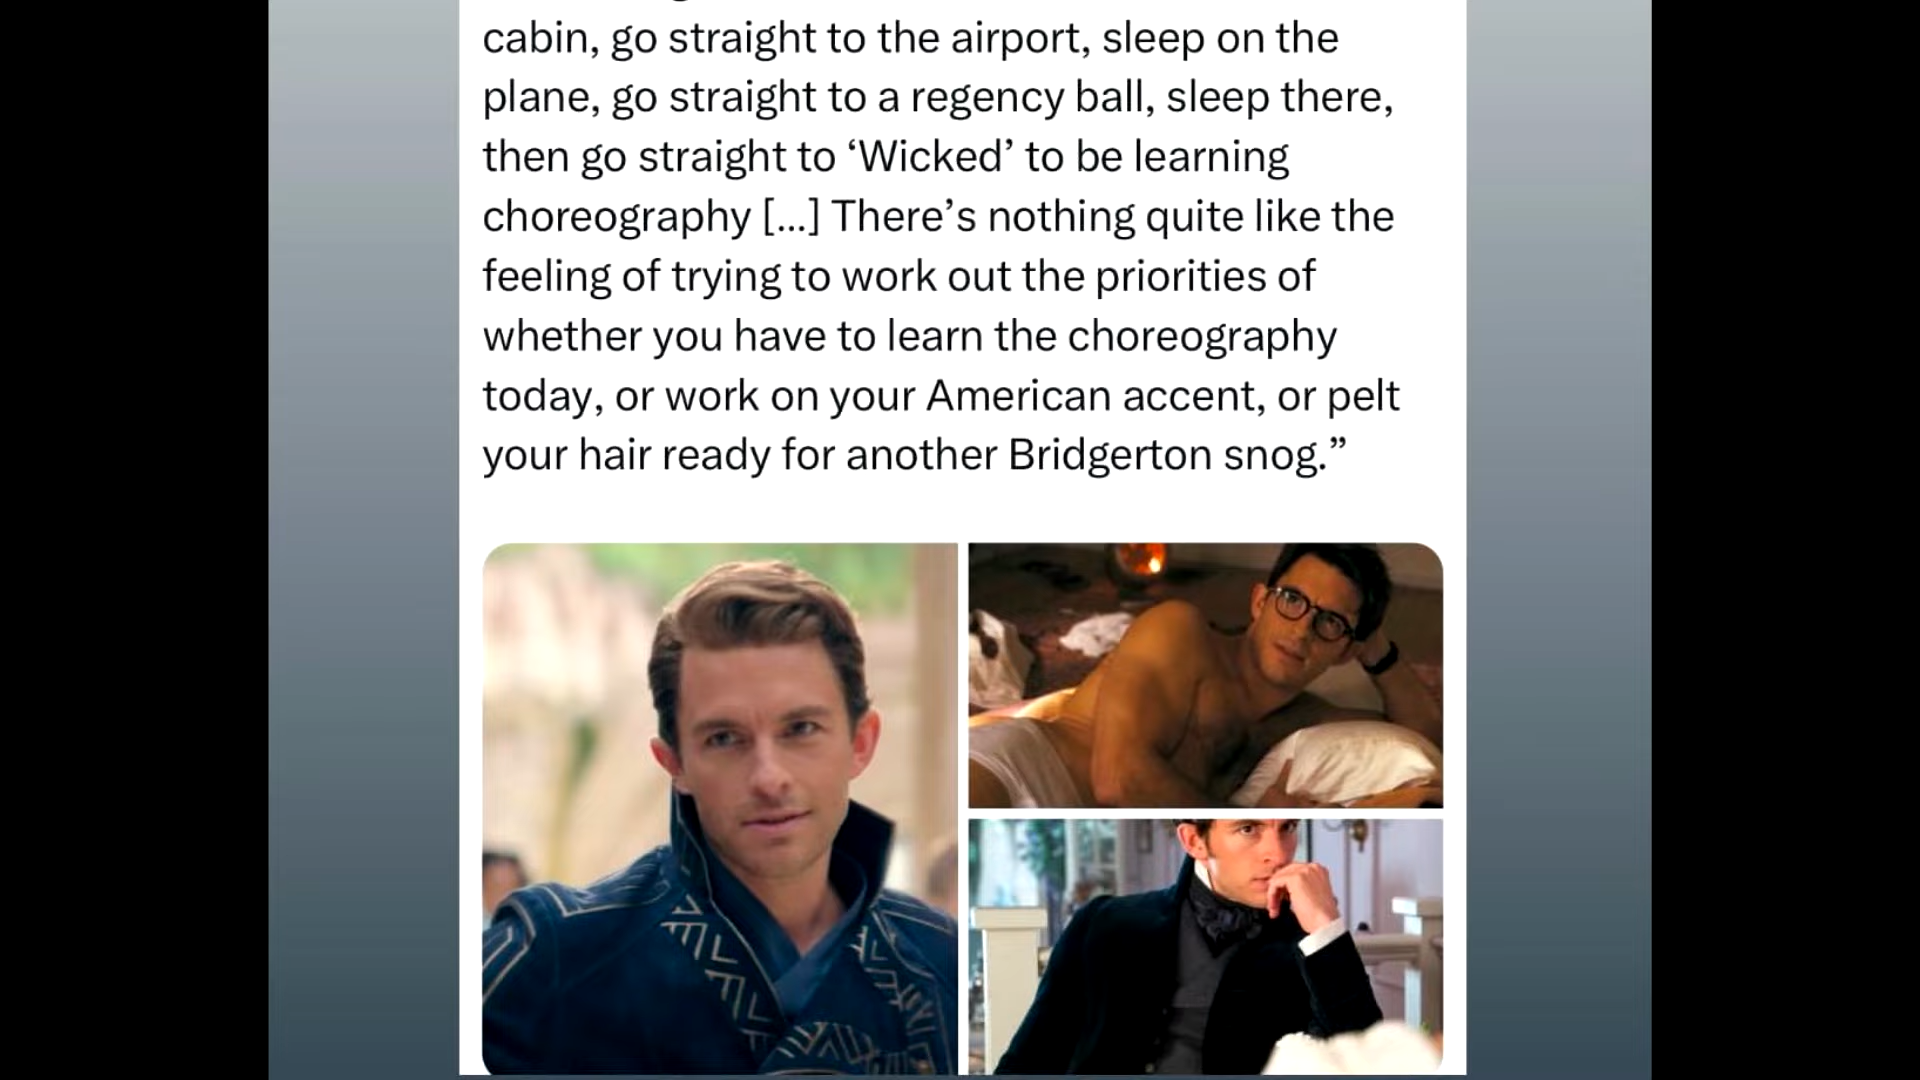 cabin, go straight to the airport, sleep on the
plane, go straight to a regency ball, sleep there,
then go straight to ‘Wicked’ to be learning
choreography [...] There’s nothing quite like the
feeling of trying to work out the priorities of
whether you have to learn the choreography
today, or work on your American accent, or pelt
your hair ready for another Bridgerton snog.”